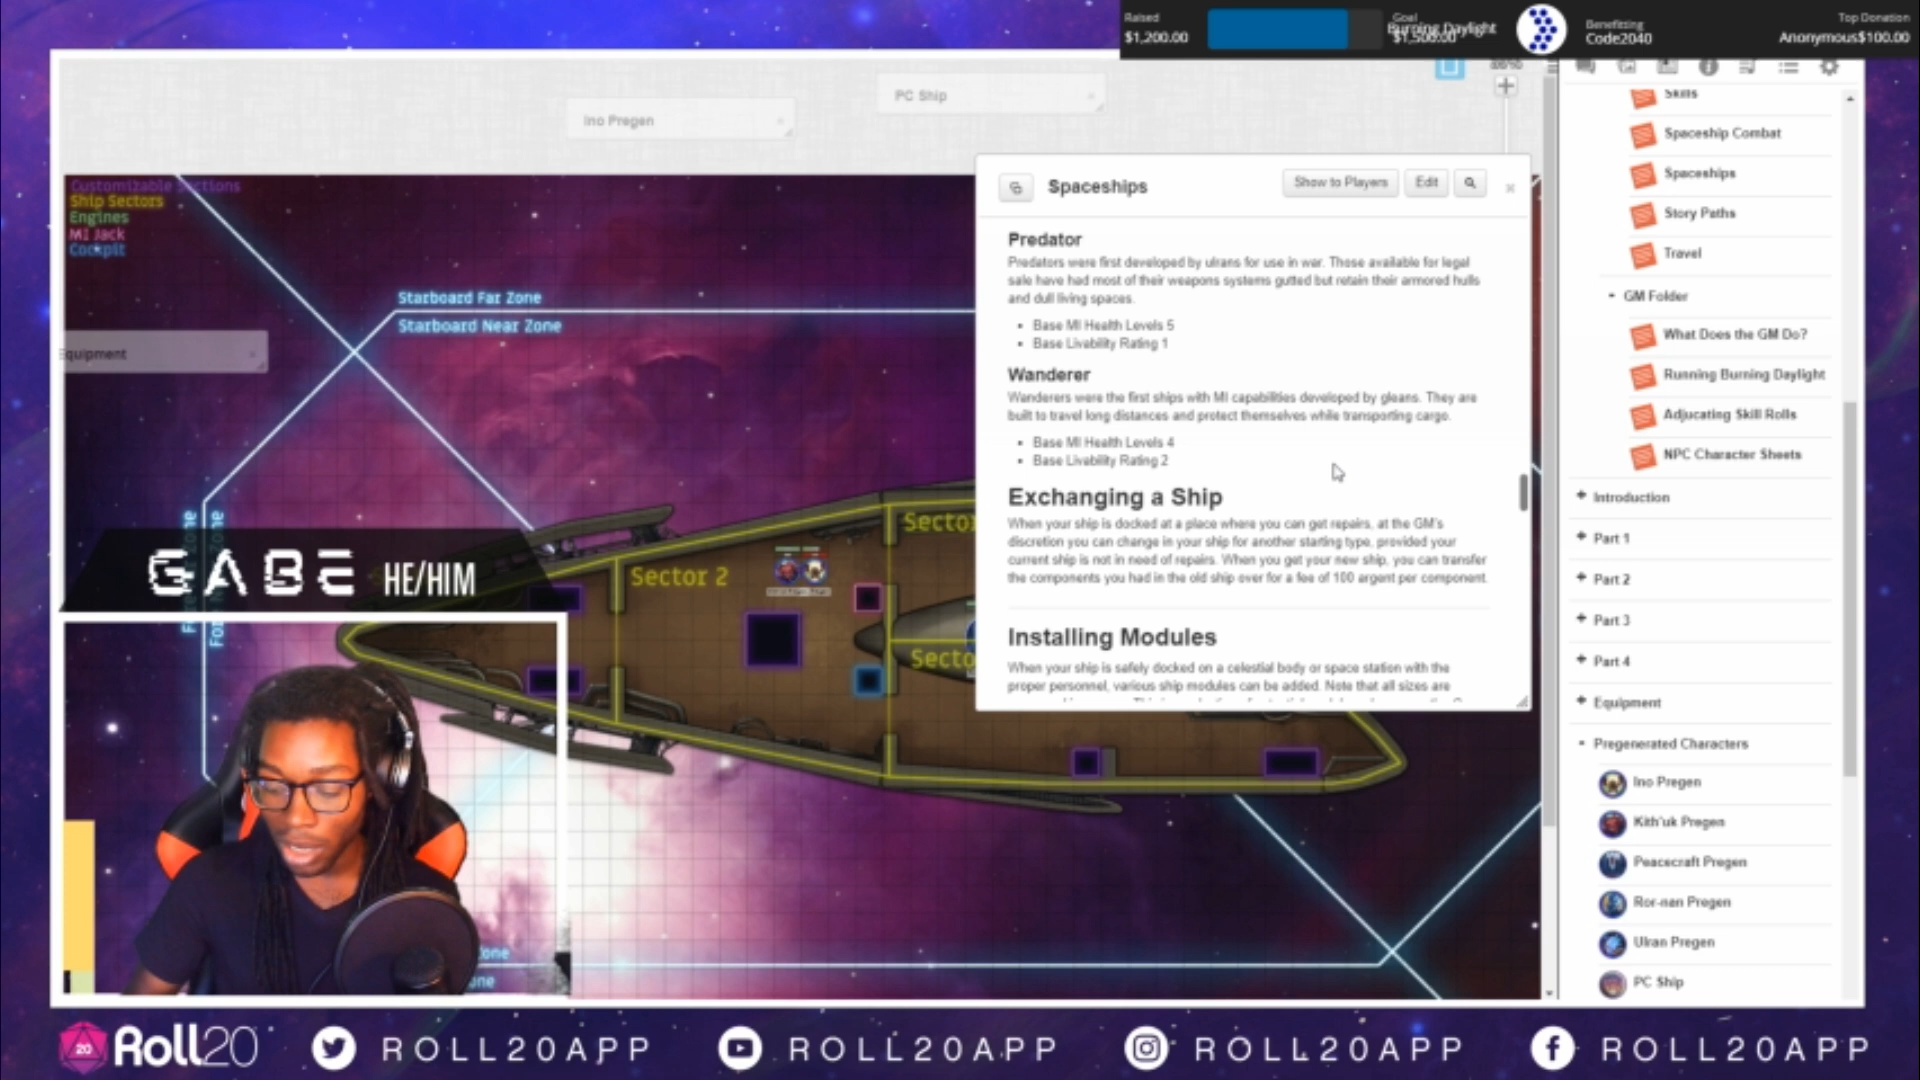 Raised
$1,200.00
Goal
$1,500.00
Burning Daylight
Benefitting
Code2040
Top Donation
Anonymous$100.00
PC Ship
Ino Pregen
Customizable Sections
Ship Sectors
Engines
MI Jack
Cockpit
Starboard Far Zone
Starboard Near Zone
Equipment
Sector 2
GABE HE/HIM
Spaceships
Show to Players
Edit
Predator
Predators were first developed by ulrans for use in war. Those available for legal
sale have had most of their weapons systems gutted but retain their armored hulls
and dull living spaces.
Base MI Health Levels 5
Base Livability Rating 1
Wanderer
Wanderers were the first ships with MI capabilities developed by gleans. They are
built to travel long distances and protect themselves while transporting cargo.
Base MI Health Levels 4
Base Livability Rating 2
Exchanging a Ship
When your ship is docked at a place where you can get repairs, at the GM's
discretion you can change in your ship for another starting type, provided your
current ship is not in need of repairs. When you get your new ship, you can transfer
the components you had in the old ship over for a fee of 100 argent per component.
Installing Modules
When your ship is safely docked on a celestial body or space station with the
proper personnel, various ship modules can be added. Note that all sizes are
Skills
Spaceship Combat
Spaceships
Story Paths
Travel
GM Folder
What Does the GM Do?
Running Burning Daylight
Adjucating Skill Rolls
NPC Character Sheets
Introduction
Part 1
Part 2
Part 3
Part 4
Equipment
Pregenerated Characters
Ino Pregen
Kith'uk Pregen
Peacecraft Pregen
Ror-nan Pregen
Ulran Pregen
PC Ship
20 Roll20
ROLL20APP
ROLL20APP
ROLL20APP
ROLL20APP